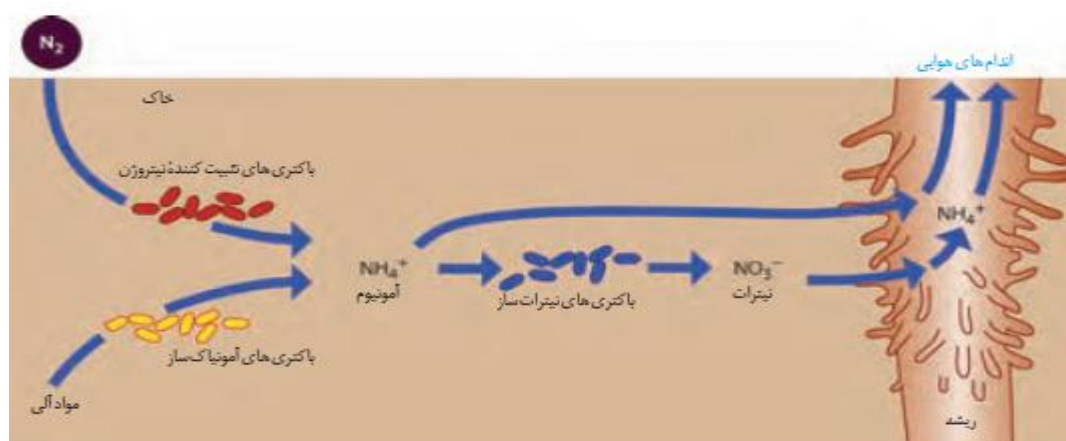 N₂
اندام‌های هوایی
خاک
باکتری‌های تثبیت کنندهٔ نیتروژن
NH₄⁺
NH₄⁺
آمونیوم
NO₃⁻
نیترات
باکتری‌های نیترات‌ساز
باکتری‌های آمونیاک‌ساز
مواد آلی
ریشه